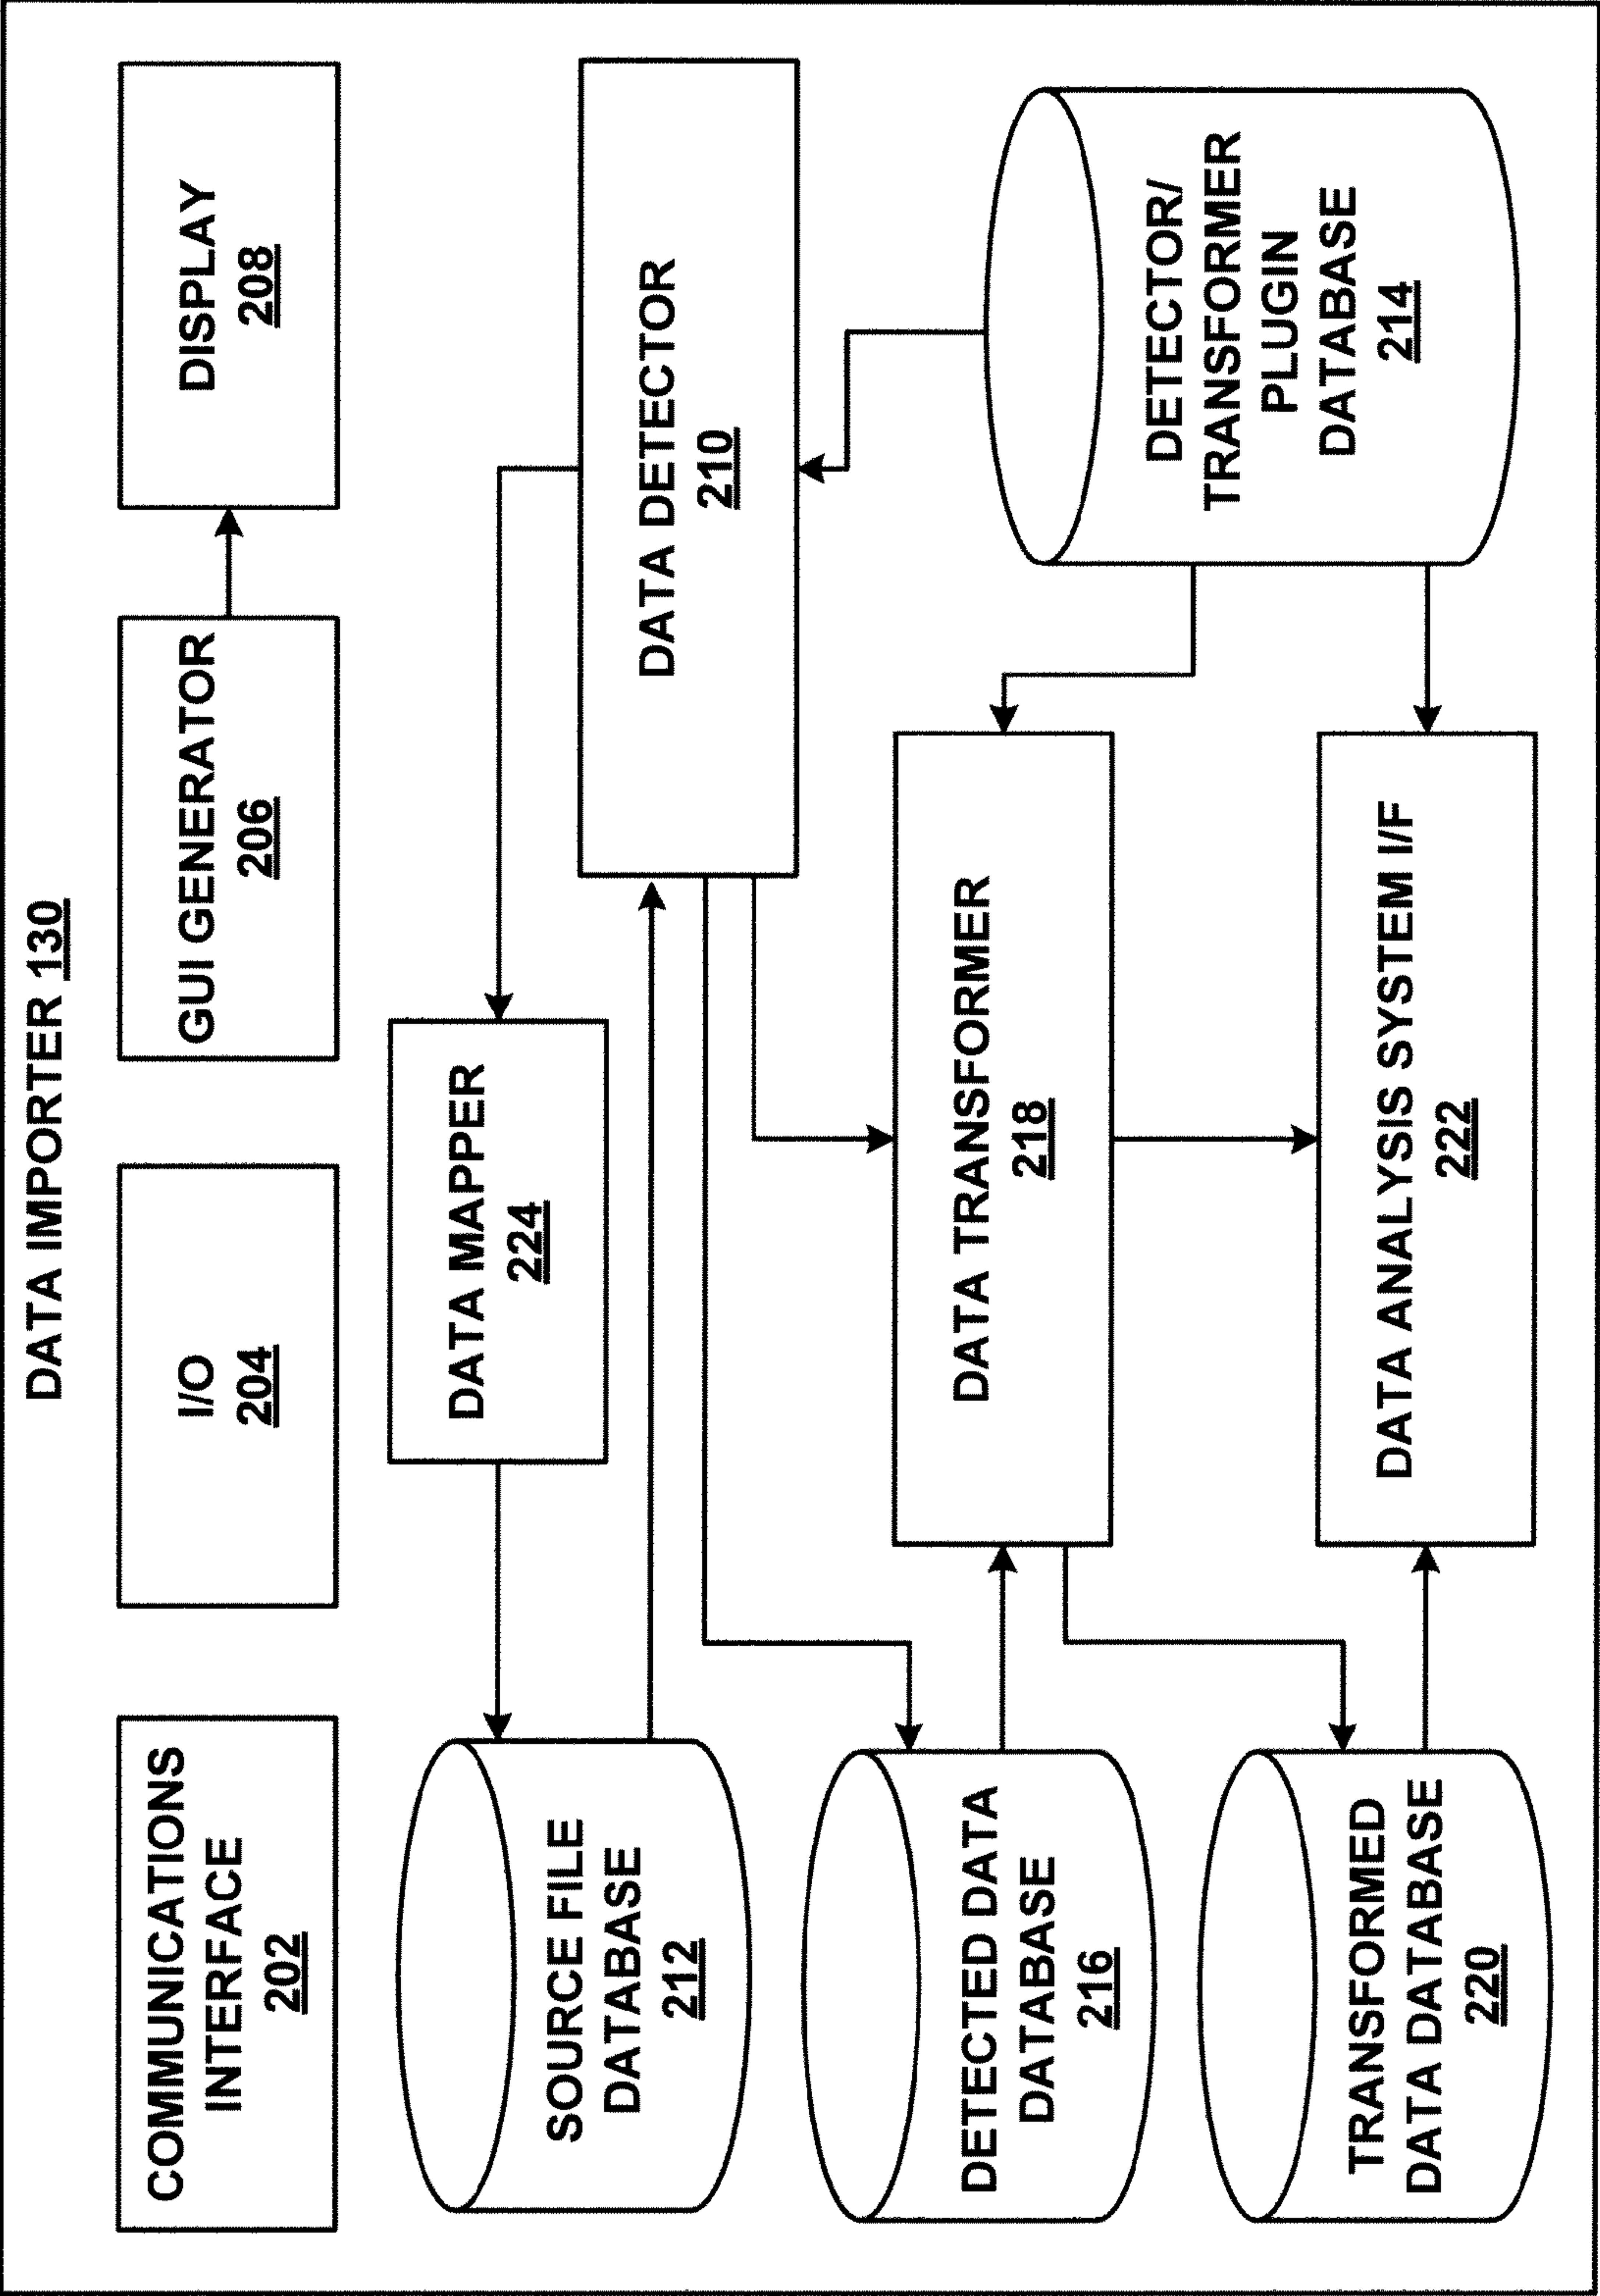 DATA IMPORTER 130
COMMUNICATIONS
INTERFACE
202
I/O
204
GUI GENERATOR
206
DISPLAY
208
SOURCE FILE
DATABASE
212
DATA MAPPER
224
DATA DETECTOR
210
DETECTED DATA
DATABASE
216
DATA TRANSFORMER
218
DETECTOR/
TRANSFORMER
PLUGIN
DATABASE
214
TRANSFORMED
DATA DATABASE
220
DATA ANALYSIS SYSTEM I/F
222